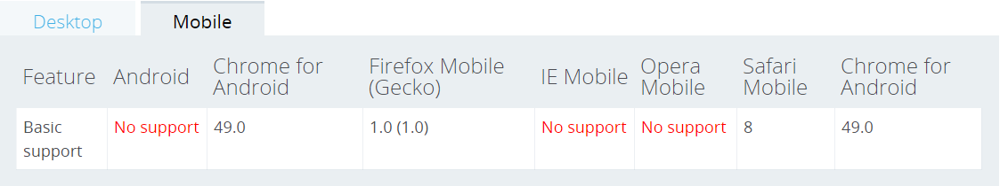 Desktop Mobile
Feature Android Chrome for Android Firefox Mobile (Gecko) IE Mobile Opera Mobile Safari Mobile Chrome for Android
Basic support No support 49.0 1.0 (1.0) No support No support 8 49.0